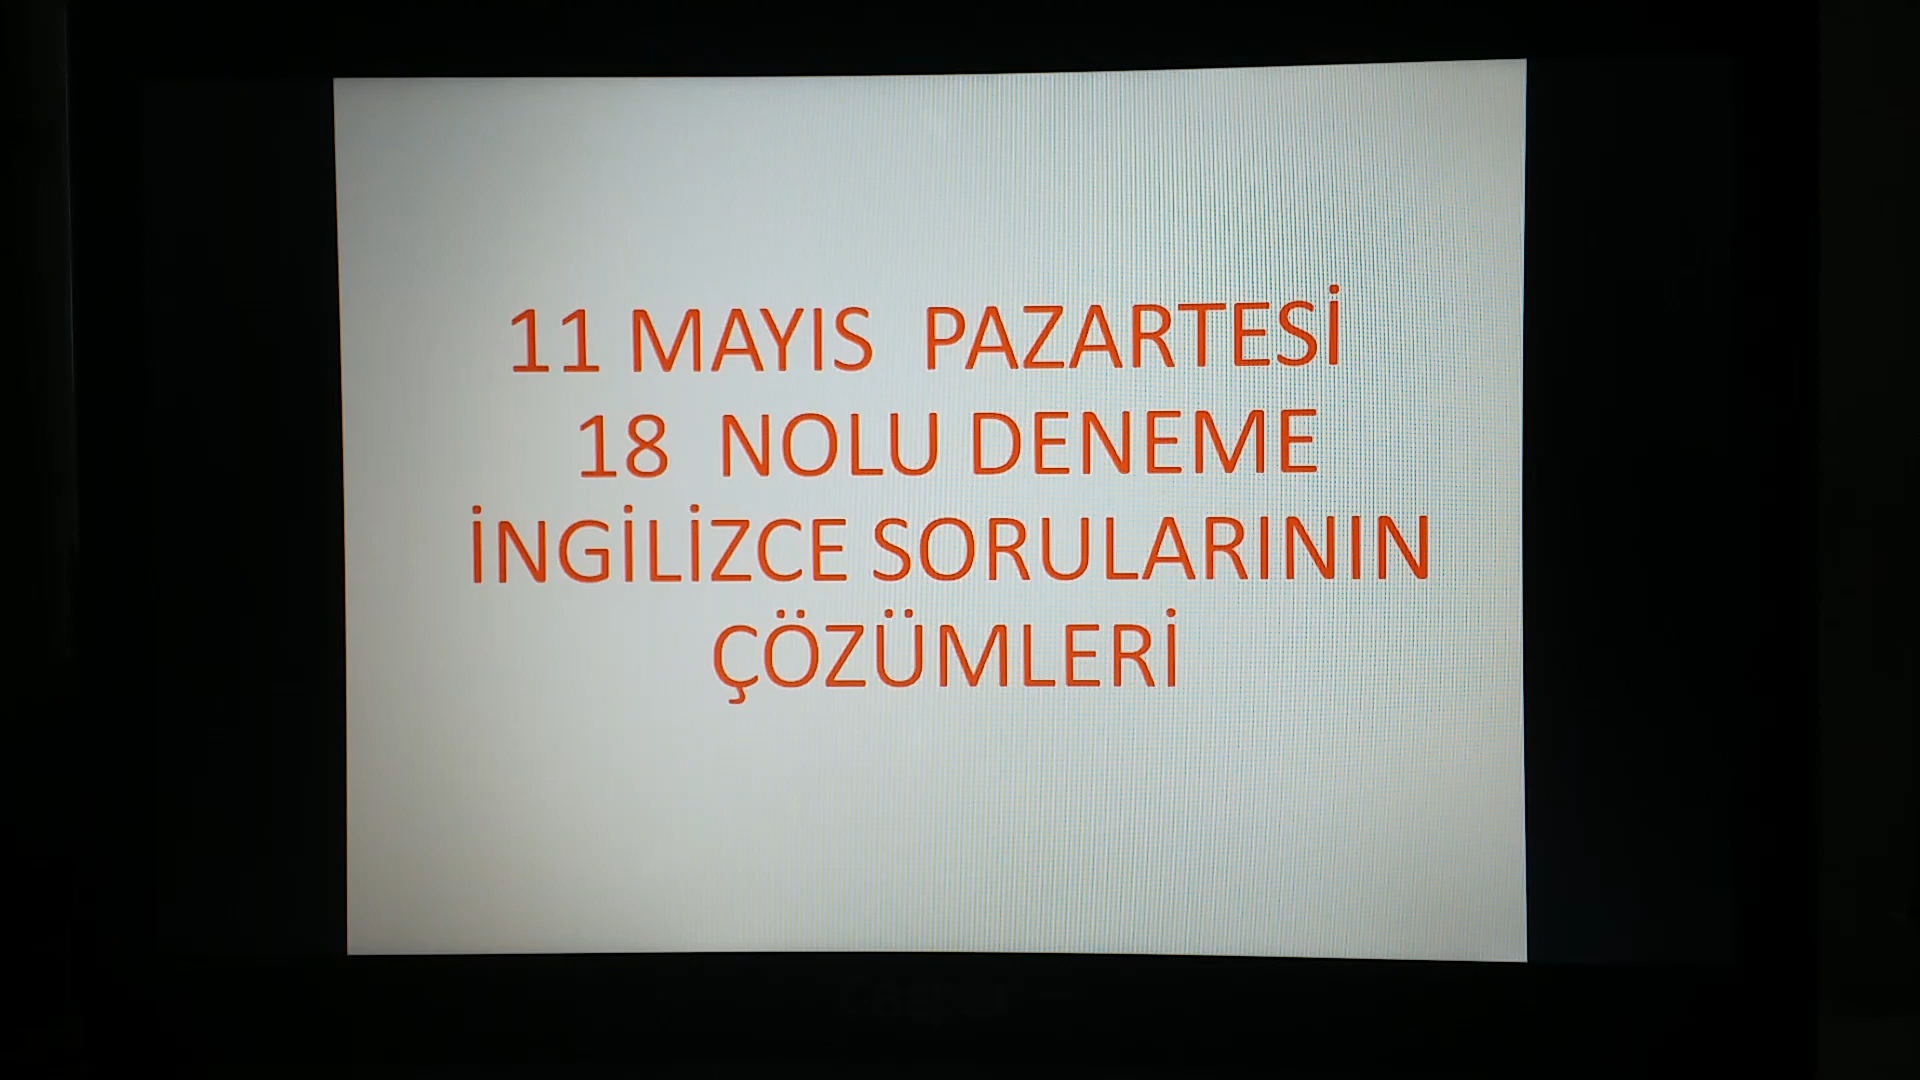 11 MAYIS PAZARTESİ
18 NOLU DENEME
İNGİLİZCE SORULARININ
ÇÖZÜMLERİ